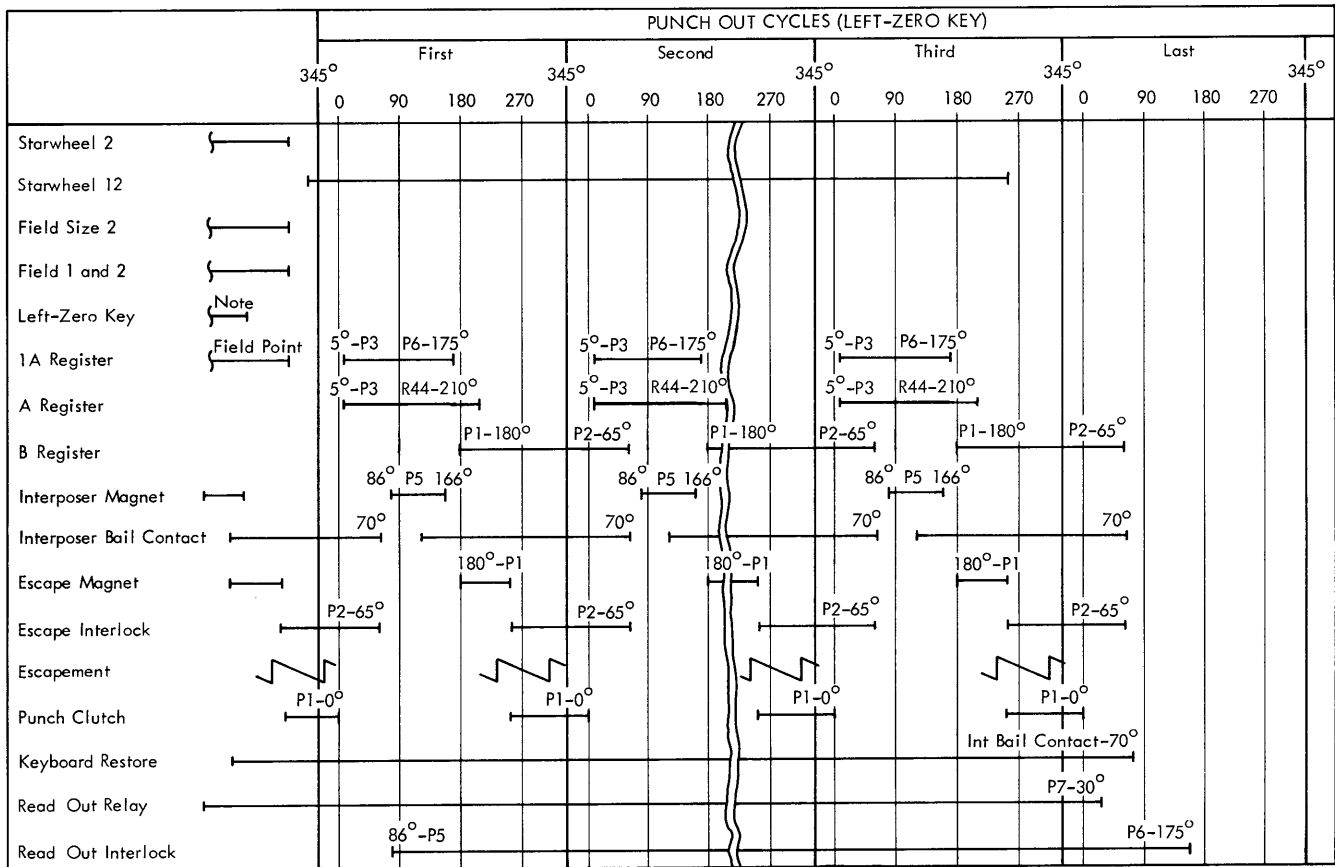 PUNCH OUT CYCLES (LEFT-ZERO KEY)
First Second Third Last
345° 345° 345° 345° 345°
0 90 180 270 0 90 180 270 0 90 180 270 0 90 180 270
Starwheel 2
Starwheel 12
Field Size 2
Field 1 and 2
Left-Zero Key Note
1A Register Field Point 5°-P3 P6-175° 5°-P3 P6-175° 5°-P3 P6-175°
A Register 5°-P3 R44-210° 5°-P3 R44-210° 5°-P3 R44-210°
B Register P1-180° P2-65° P1-180° P2-65° P1-180° P2-65°
Interposer Magnet 86° P5 166° 86° P5 166° 86° P5 166°
Interposer Bail Contact 70° 70° 70° 70°
Escape Magnet 180°-P1 180°-P1 180°-P1
Escape Interlock P2-65° P2-65° P2-65° P2-65°
Escapement
Punch Clutch P1-0° P1-0° P1-0° P1-0°
Keyboard Restore Int Bail Contact-70°
Read Out Relay P7-30°
Read Out Interlock 86°-P5 P6-175°